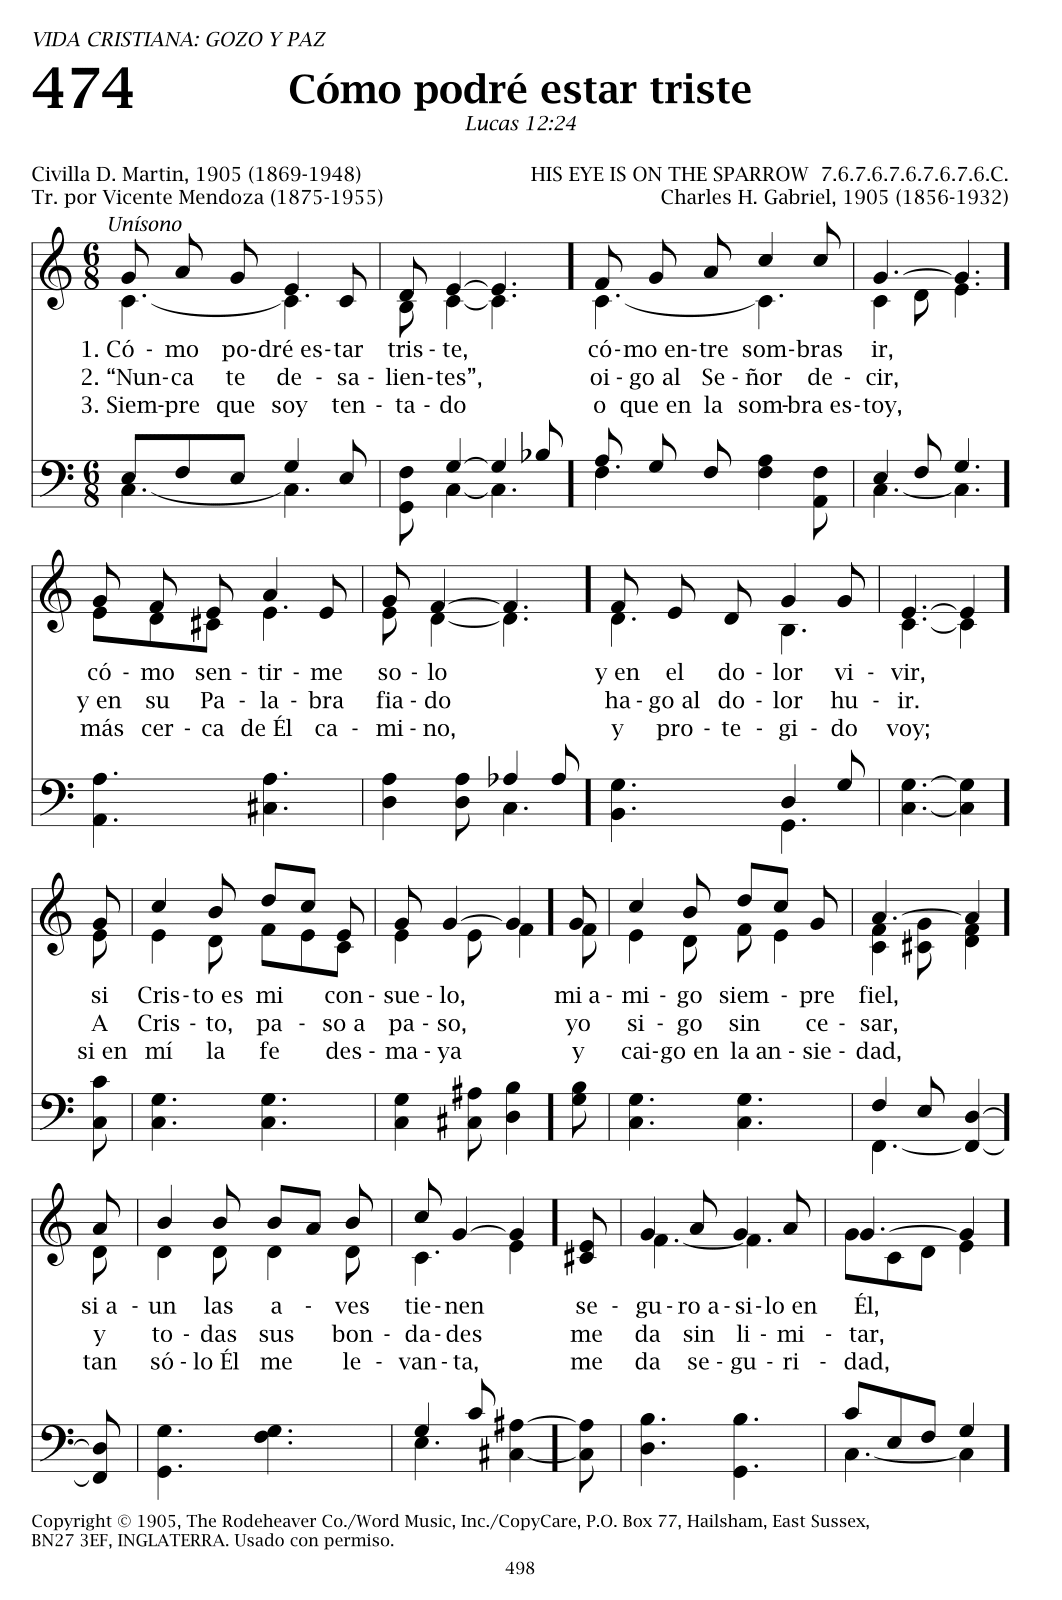 VIDA CRISTIANA: GOZO Y PAZ
474 Cómo podré estar triste
Lucas 12:24
Civilla D. Martin, 1905 (1869-1948) HIS EYE IS ON THE SPARROW 7.6.7.6.7.6.7.6.7.6.C.
Tr. por Vicente Mendoza (1875-1955) Charles H. Gabriel, 1905 (1856-1932)
Unísono
6 8
1. Có - mo po-dré es-tar tris - te, có-mo en-tre som-bras ir,
2. “Nun-ca te de - sa - lien-tes”, oi - go al Se - ñor de - cir,
3. Siem-pre que soy ten - ta - do o que en la som-bra es-toy,
6 8
có - mo sen - tir - me so - lo y en el do - lor vi - vir,
y en su Pa - la - bra fia - do ha - go al do - lor hu - ir.
más cer - ca de Él ca - mi - no, y pro - te - gi - do voy;
si Cris-to es mi con - sue - lo, mi a - mi - go siem - pre fiel,
A Cris - to, pa - so a pa - so, yo si - go sin ce - sar,
si en mí la fe des - ma - ya y cai-go en la an - sie - dad,
si a - un las a - ves tie - nen se - gu - ro a - si - lo en Él,
y to - das sus bon - da - des me da sin li - mi - tar,
tan só - lo Él me le - van - ta, me da se - gu - ri - dad,
Copyright © 1905, The Rodeheaver Co./Word Music, Inc./CopyCare, P.O. Box 77, Hailsham, East Sussex,
BN27 3EF, INGLATERRA. Usado con permiso.
498